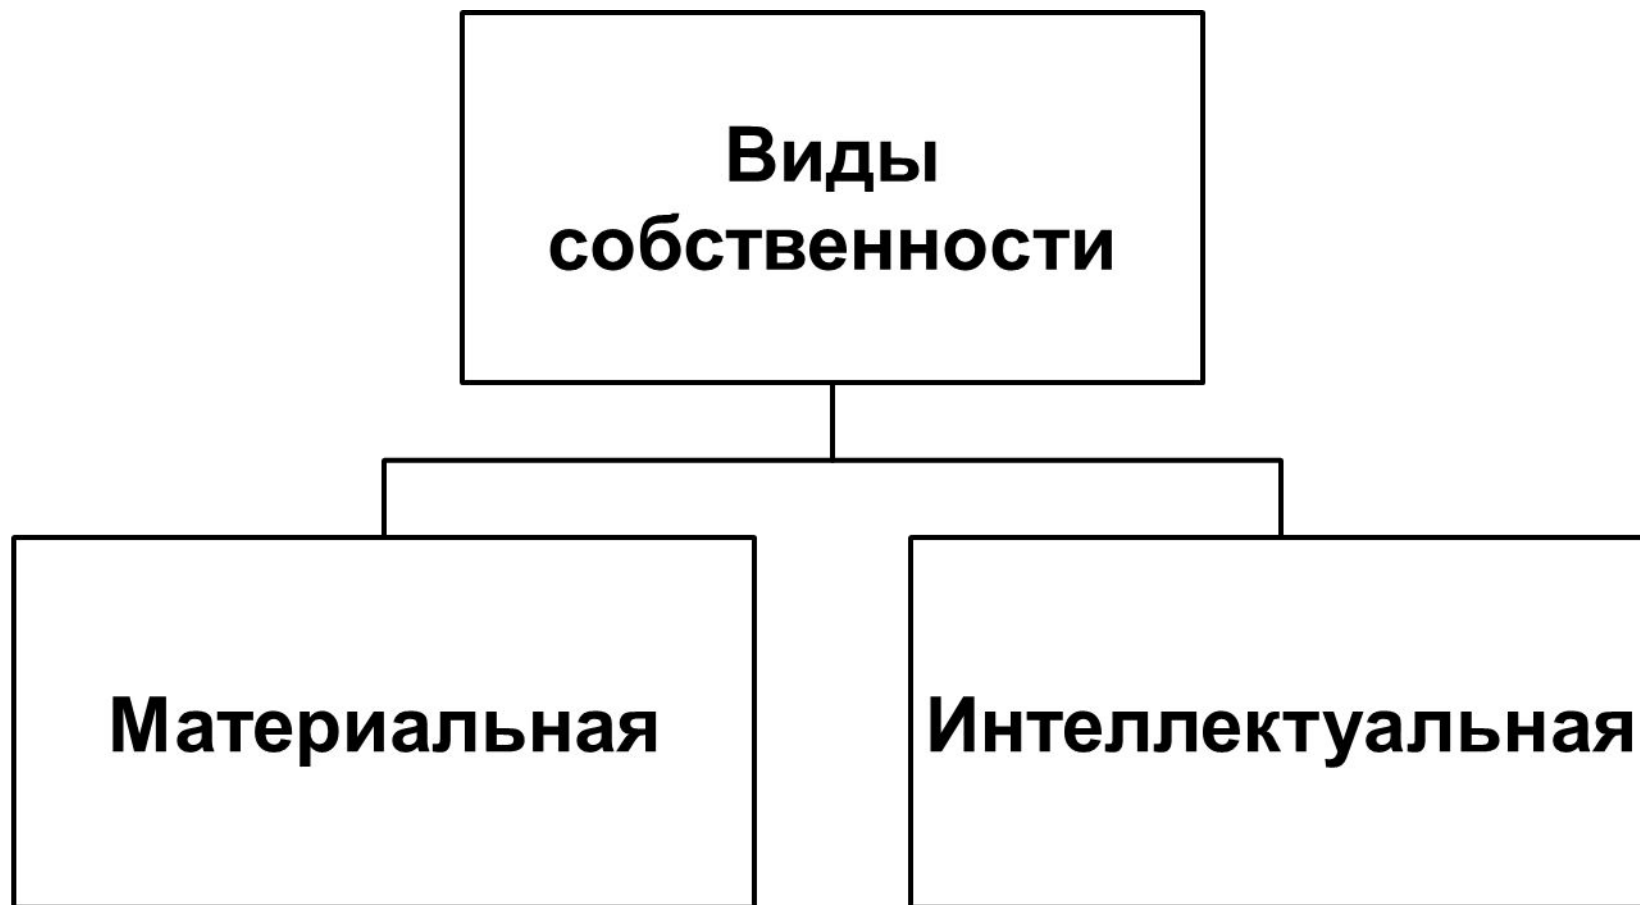 Виды
собственности
Материальная
Интеллектуальная